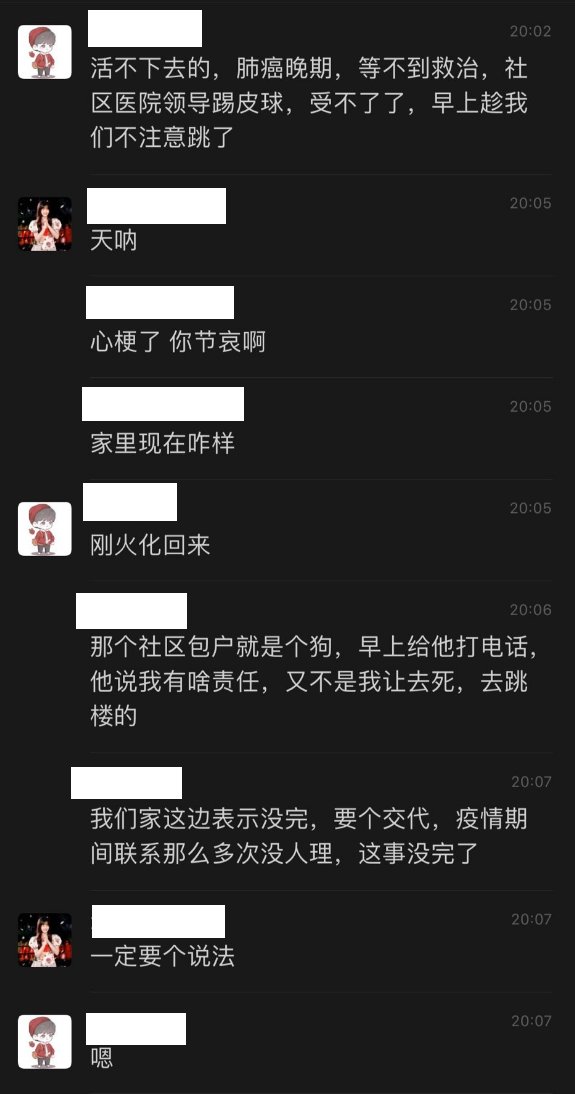 20:02
活不下去的，肺癌晚期，等不到救治，社
区医院领导踢皮球，受不了了，早上趁我
们不注意跳了
20:05
天呐
20:05
心梗了 你节哀啊
20:05
家里现在咋样
20:05
刚火化回来
20:06
那个社区包户就是个狗，早上给他打电话，
他说我有啥责任，又不是我让去死，去跳
楼的
20:07
我们家这边表示没完，要个交代，疫情期
间联系那么多次没人理，这事没完了
20:07
一定要个说法
20:07
嗯